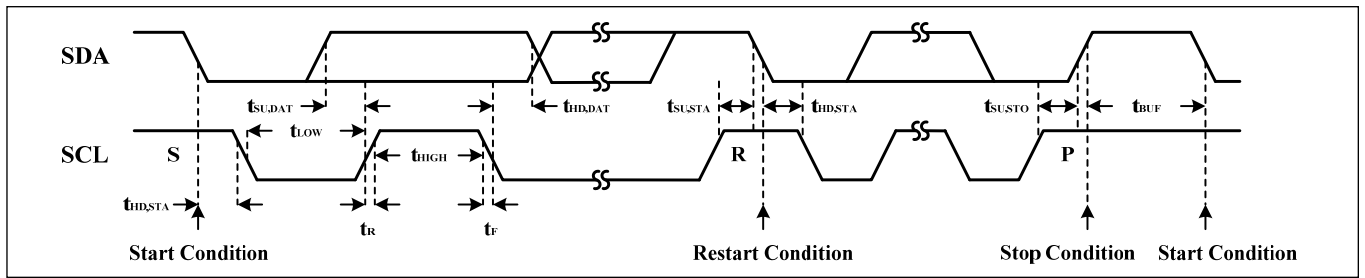 SDA
tSU,DAT tHD,DAT tSU,STA tHD,STA tSU,STO tBUF
tLOW
SCL S R P
tHIGH
tHD,STA
tR tF
Start Condition Restart Condition Stop Condition Start Condition